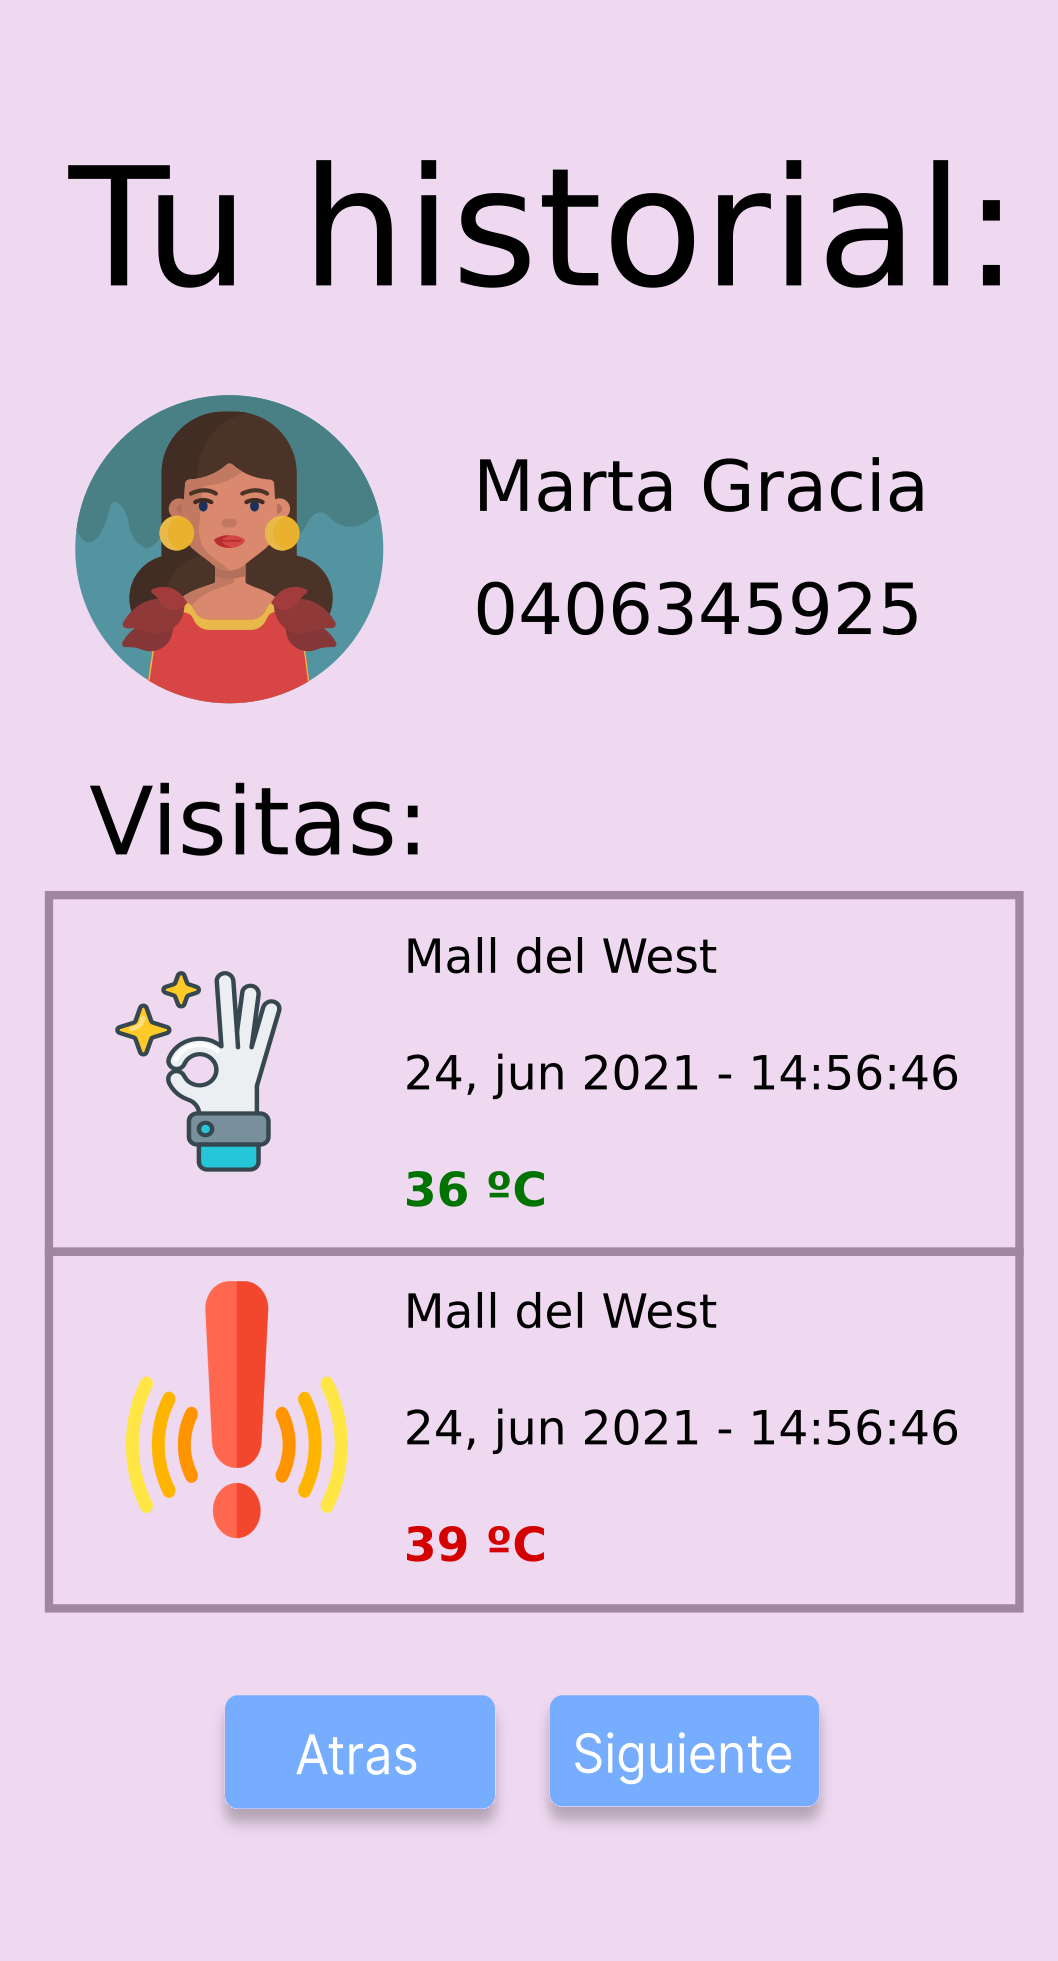 Tu historial:
Marta Gracia
0406345925
Visitas:
Mall del West
24, jun 2021 - 14:56:46
36 ºC
Mall del West
24, jun 2021 - 14:56:46
39 ºC
Atras
Siguiente